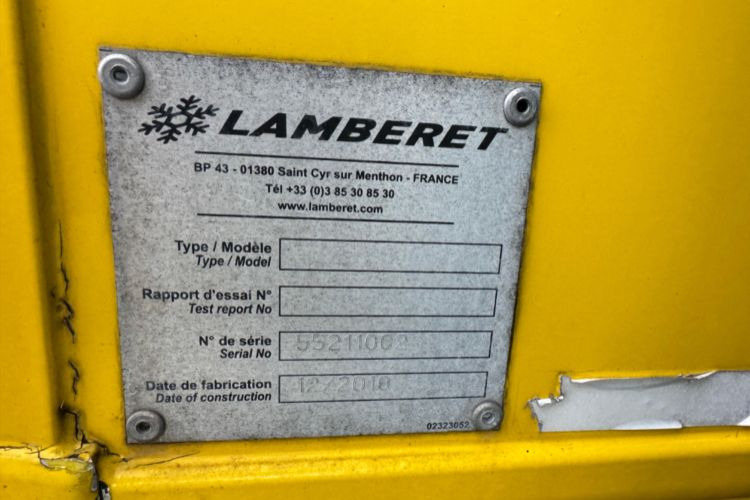 LAMBERET
BP 43 - 01380 Saint Cyr sur Menthon - FRANCE
Tél +33 (0)3 85 30 85 30
www.lamberet.com
Type / Modèle
Type / Model
Rapport d'essai N°
Test report No
N° de série
Serial No
55211002
Date de fabrication
Date of construction
12/2018
02323052